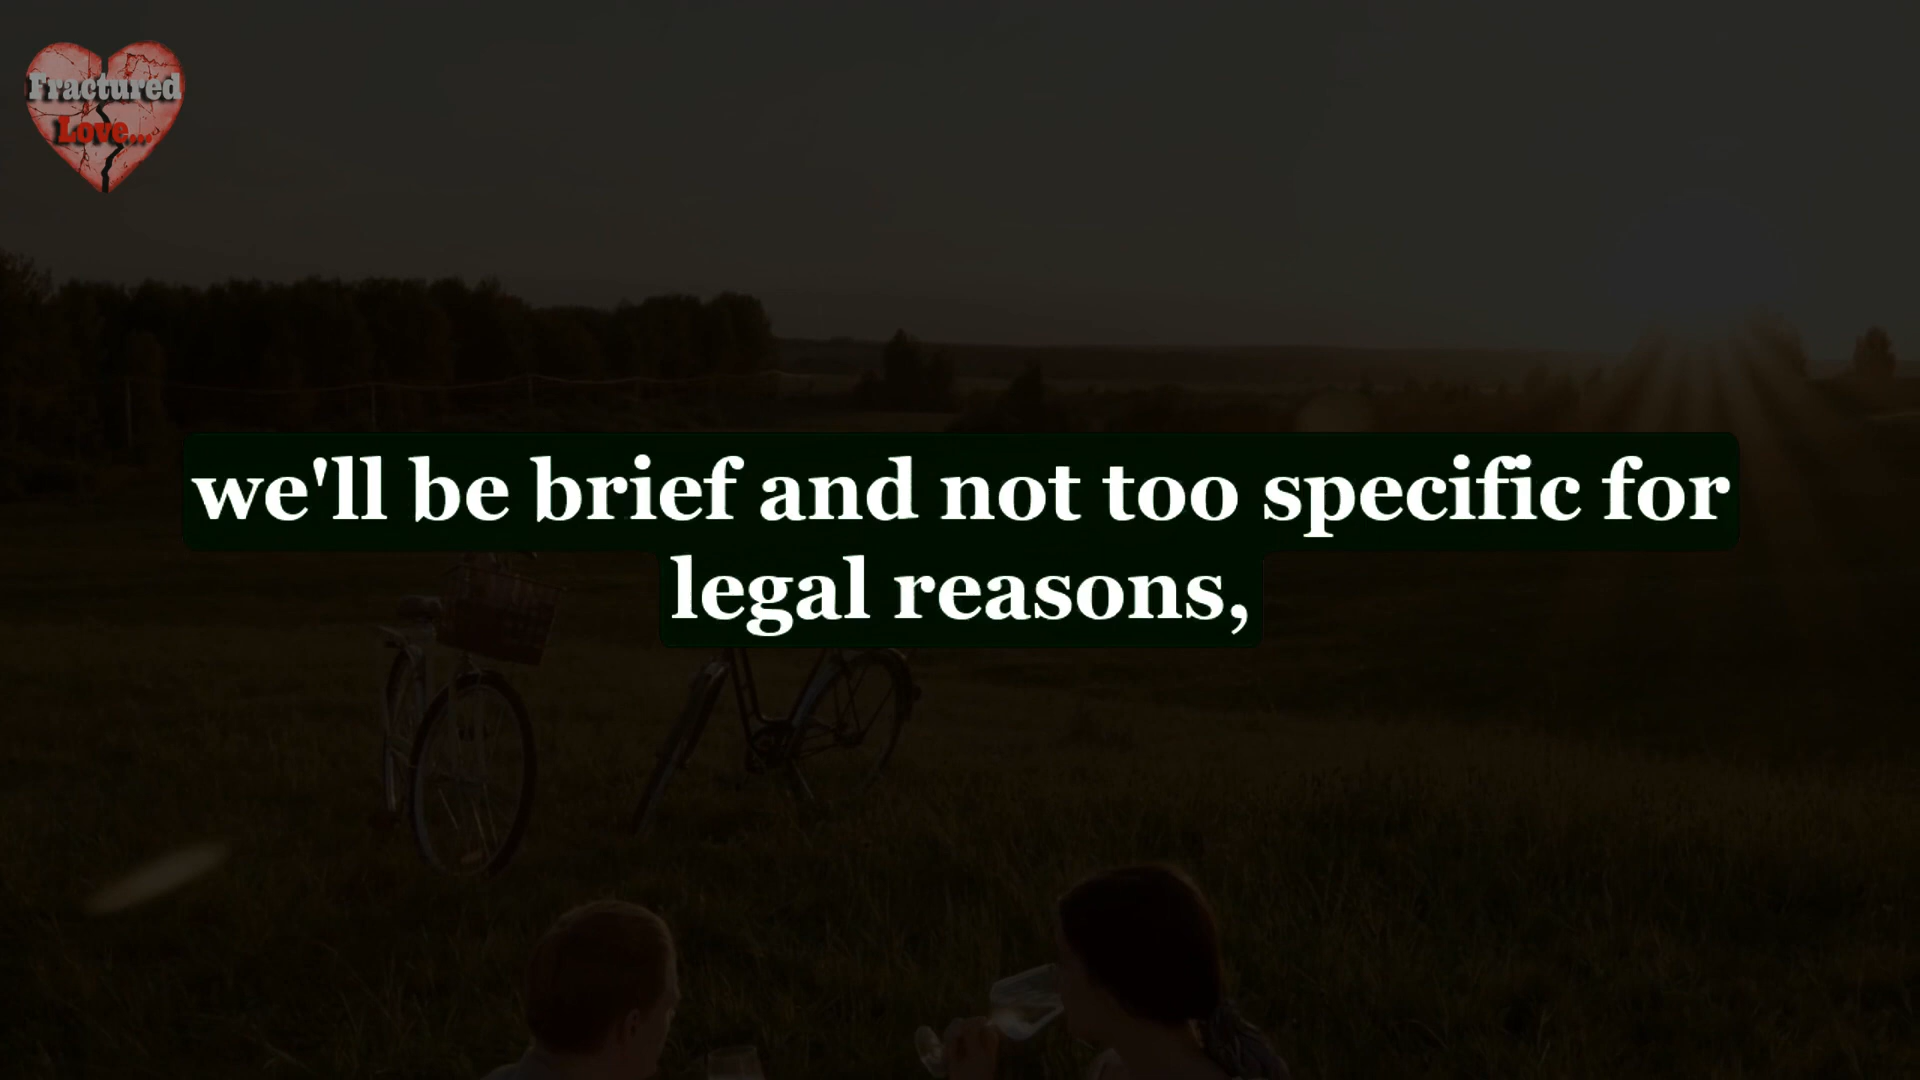 Fractured
Love...
we'll be brief and not too specific for
legal reasons,